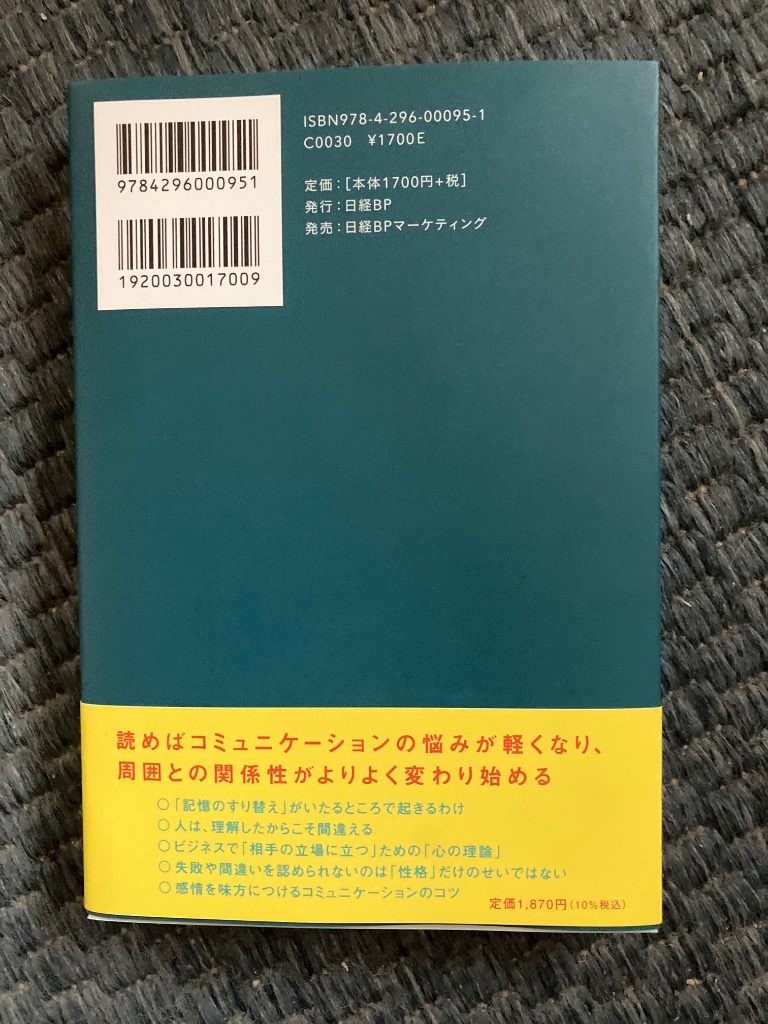 9784296000951
1920030017009
ISBN978-4-296-00095-1
C0030 ¥1700E
定価：[本体1700円+税]
発行：日経BP
発売：日経BPマーケティング
読めばコミュニケーションの悩みが軽くなり、
周囲との関係性がよりよく変わり始める
○「記憶のすり替え」がいたるところで起きるわけ
○人は、理解したからこそ間違える
○ビジネスで「相手の立場に立つ」ための「心の理論」
○失敗や間違いを認められないのは「性格」だけのせいではない
○感情を味方につけるコミュニケーションのコツ
定価1,870円（10%税込）